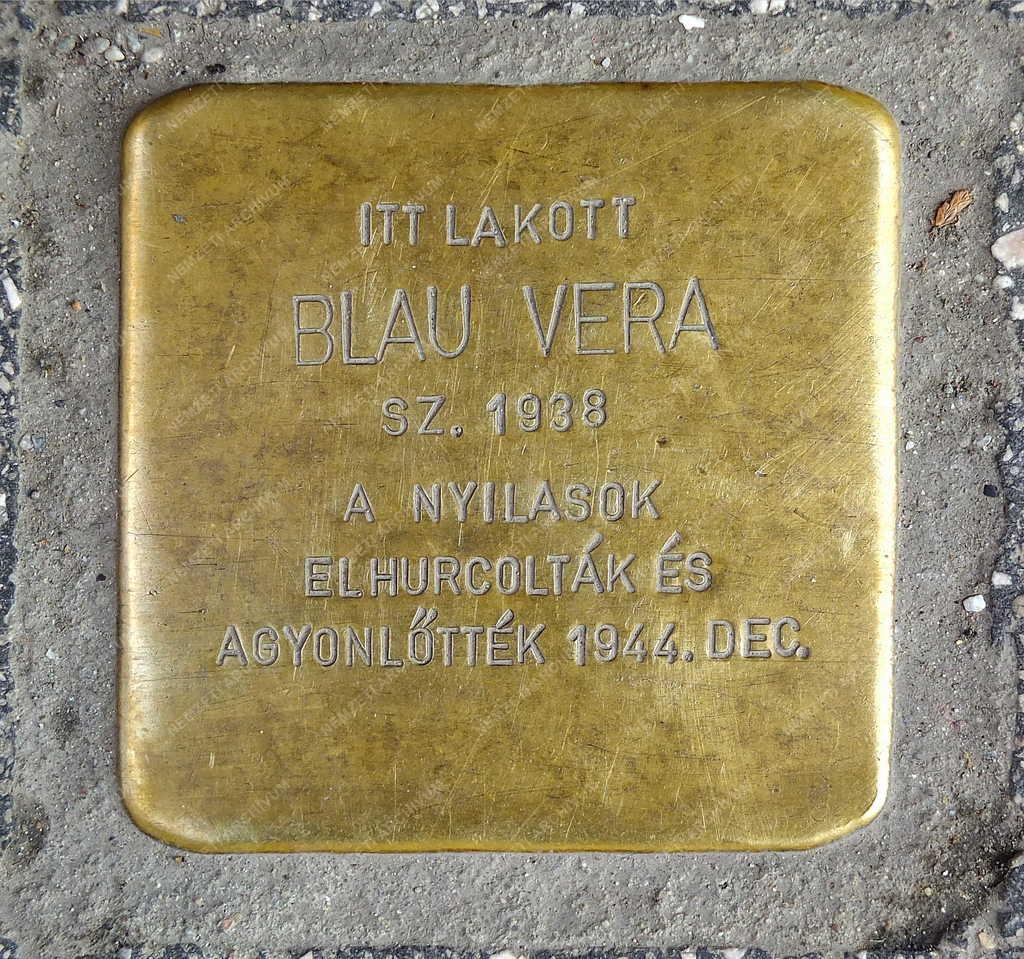 ITT LAKOTT
BLAU VERA
SZ. 1938
A NYILASOK
ELHURCOLTÁK ÉS
AGYONLŐTTÉK 1944. DEC.